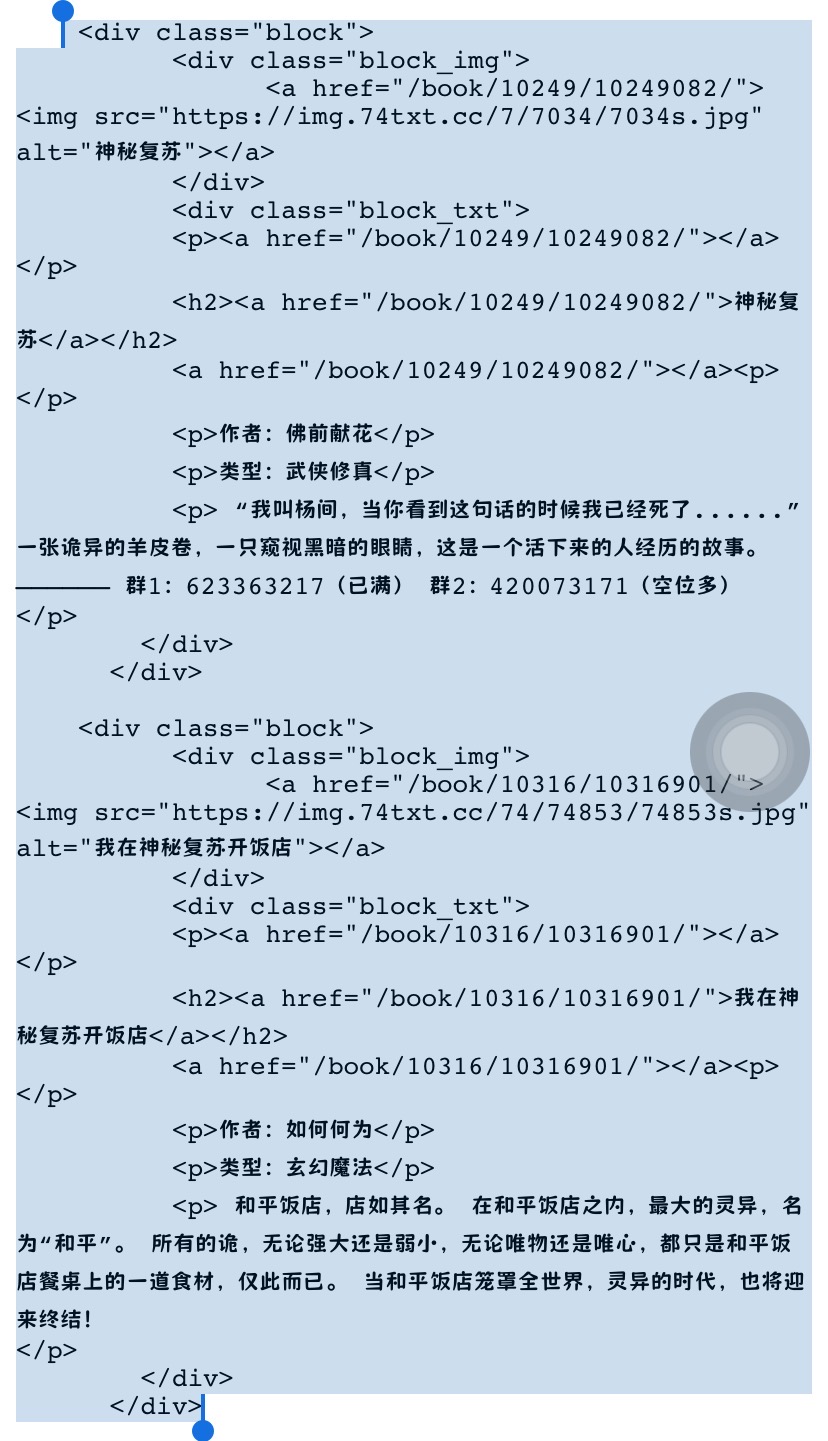 <div class="block">
<div class="block_img">
<a href="/book/10249/10249082/">
<img src="https://img.74txt.cc/7/7034/7034s.jpg"
alt="神秘复苏"></a>
</div>
<div class="block_txt">
<p><a href="/book/10249/10249082/"></a>
</p>
<h2><a href="/book/10249/10249082/">神秘复
苏</a></h2>
<a href="/book/10249/10249082/"></a><p>
</p>
<p>作者：佛前献花</p>
<p>类型：武侠修真</p>
<p> “我叫杨间，当你看到这句话的时候我已经死了......”
一张诡异的羊皮卷，一只窥视黑暗的眼睛，这是一个活下来的人经历的故事。
—————— 群1：623363217（已满） 群2：420073171（空位多）
</p>
</div>
</div>
<div class="block">
<div class="block_img">
<a href="/book/10316/10316901/">
<img src="https://img.74txt.cc/74/74853/74853s.jpg"
alt="我在神秘复苏开饭店"></a>
</div>
<div class="block_txt">
<p><a href="/book/10316/10316901/"></a>
</p>
<h2><a href="/book/10316/10316901/">我在神
秘复苏开饭店</a></h2>
<a href="/book/10316/10316901/"></a><p>
</p>
<p>作者：如何何为</p>
<p>类型：玄幻魔法</p>
<p> 和平饭店，店如其名。 在和平饭店之内，最大的灵异，名
为“和平”。 所有的诡，无论强大还是弱小，无论唯物还是唯心，都只是和平饭
店餐桌上的一道食材，仅此而已。 当和平饭店笼罩全世界，灵异的时代，也将迎
来终结！
</p>
</div>
</div>